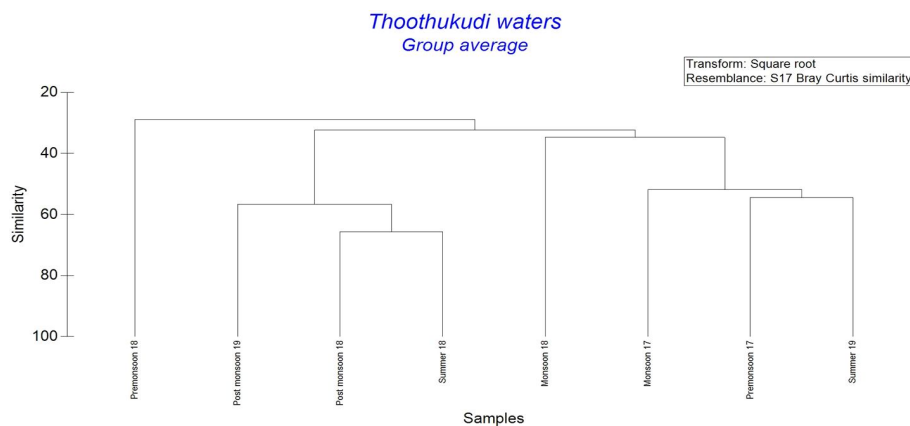 Thoothukudi waters
Group average
Transform: Square root
Resemblance: S17 Bray Curtis similarity
20
40
60
80
100
Similarity
Premonsoon 18
Post monsoon 19
Post monsoon 18
Summer 18
Monsoon 18
Monsoon 17
Premonsoon 17
Summer 19
Samples